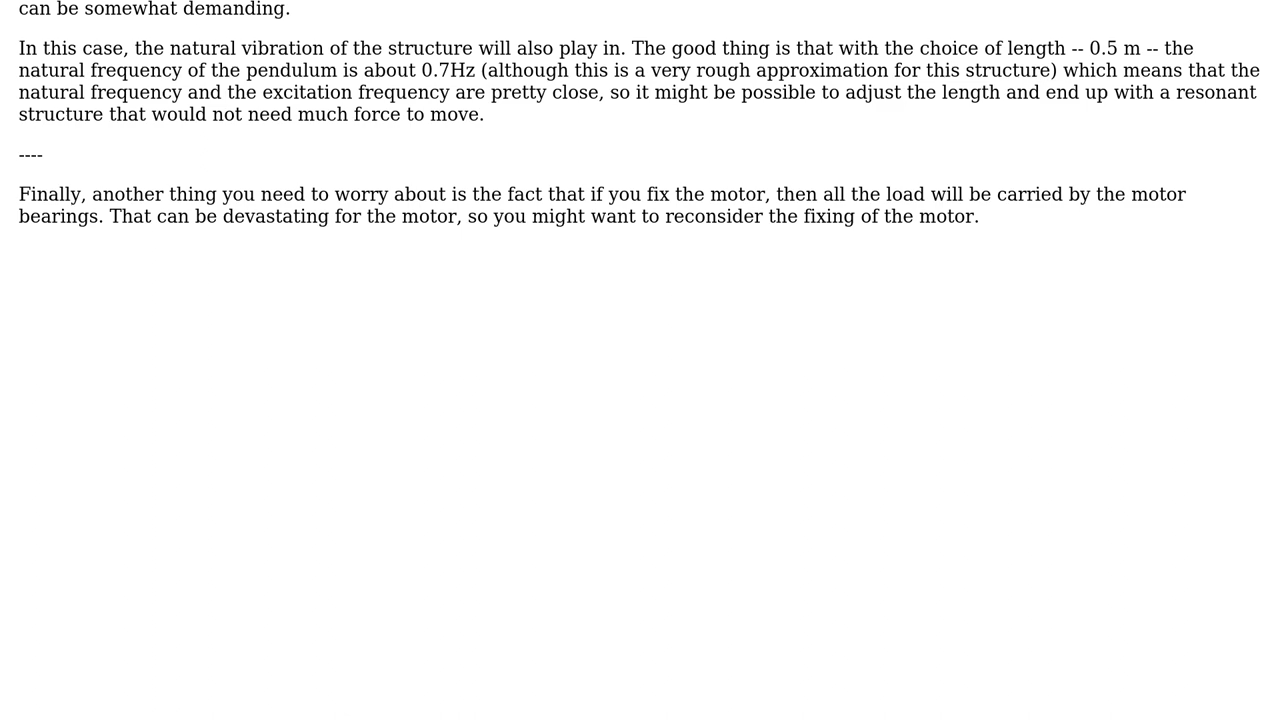 can be somewhat demanding.
In this case, the natural vibration of the structure will also play in. The good thing is that with the choice of length -- 0.5 m -- the
natural frequency of the pendulum is about 0.7Hz (although this is a very rough approximation for this structure) which means that the
natural frequency and the excitation frequency are pretty close, so it might be possible to adjust the length and end up with a resonant
structure that would not need much force to move.
----
Finally, another thing you need to worry about is the fact that if you fix the motor, then all the load will be carried by the motor
bearings. That can be devastating for the motor, so you might want to reconsider the fixing of the motor.